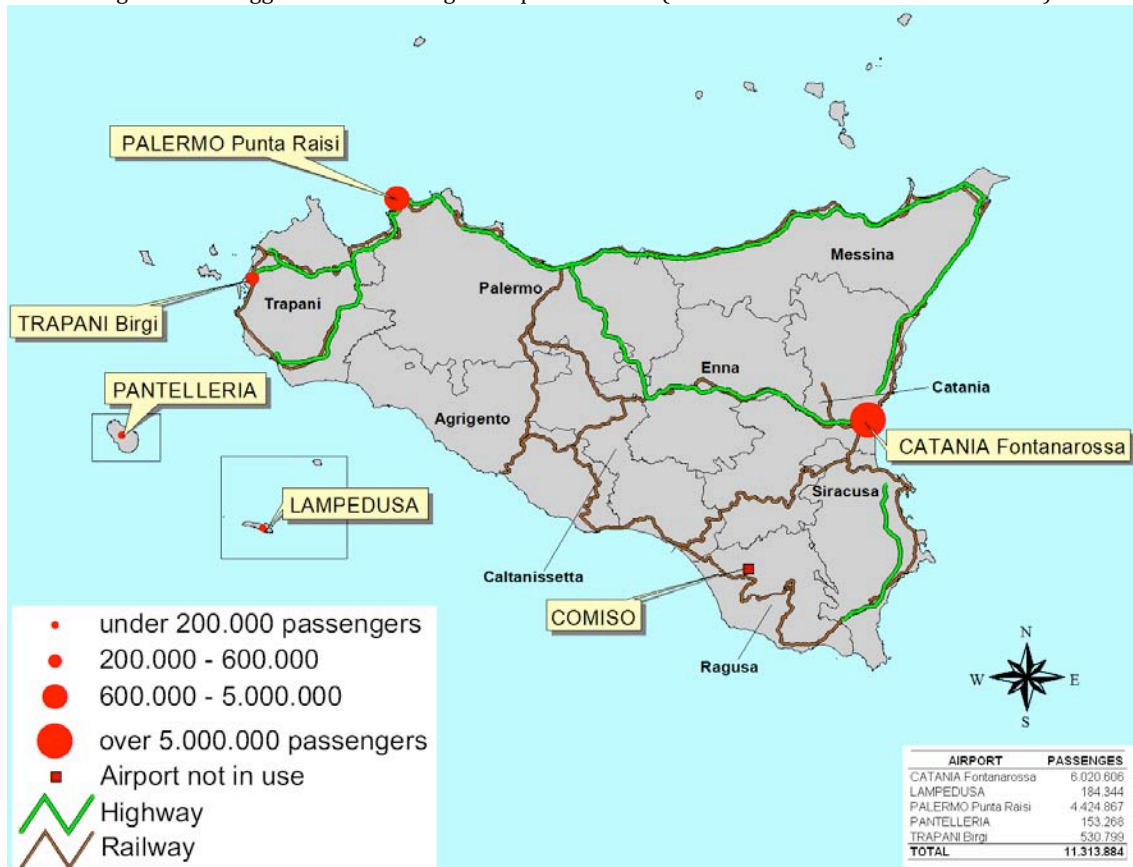 PALERMO Punta Raisi
Messina
Palermo
Trapani
TRAPANI Birgi
Enna
PANTELLERIA
Catania
Agrigento
CATANIA Fontanarossa
Siracusa
LAMPEDUSA
Caltanissetta
COMISO
Ragusa
under 200.000 passengers
200.000 - 600.000
600.000 - 5.000.000
over 5.000.000 passengers
Airport not in use
Highway
Railway
N
W E
S
AIRPORT PASSENGES
CATANIA Fontanarossa 6.020.606
LAMPEDUSA 184.344
PALERMO Punta Raisi 4.424.867
PANTELLERIA 153.268
TRAPANI Birgi 530.799
TOTAL 11.313.884